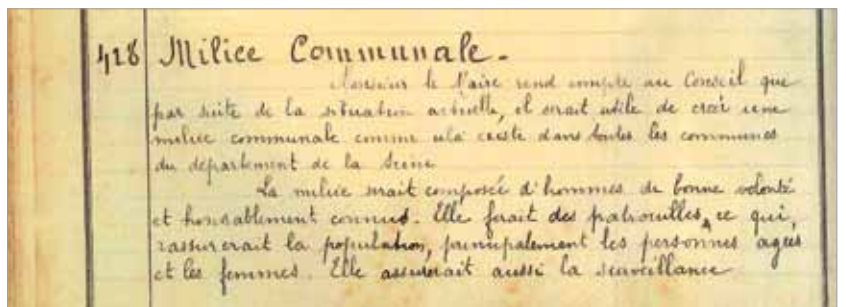 428 Milice Communale.
Monsieur le Maire rend compte au Conseil que
par suite de la situation actuelle, il serait utile de créer une
milice communale comme cela existe dans toutes les communes
du département de la Seine
La milice serait composée d'hommes de bonne volonté
et honorablement connus. Elle ferait des patrouilles, ce qui,
rassurerait la population, principalement les personnes agées
et les femmes. Elle assurerait aussi la surveillance